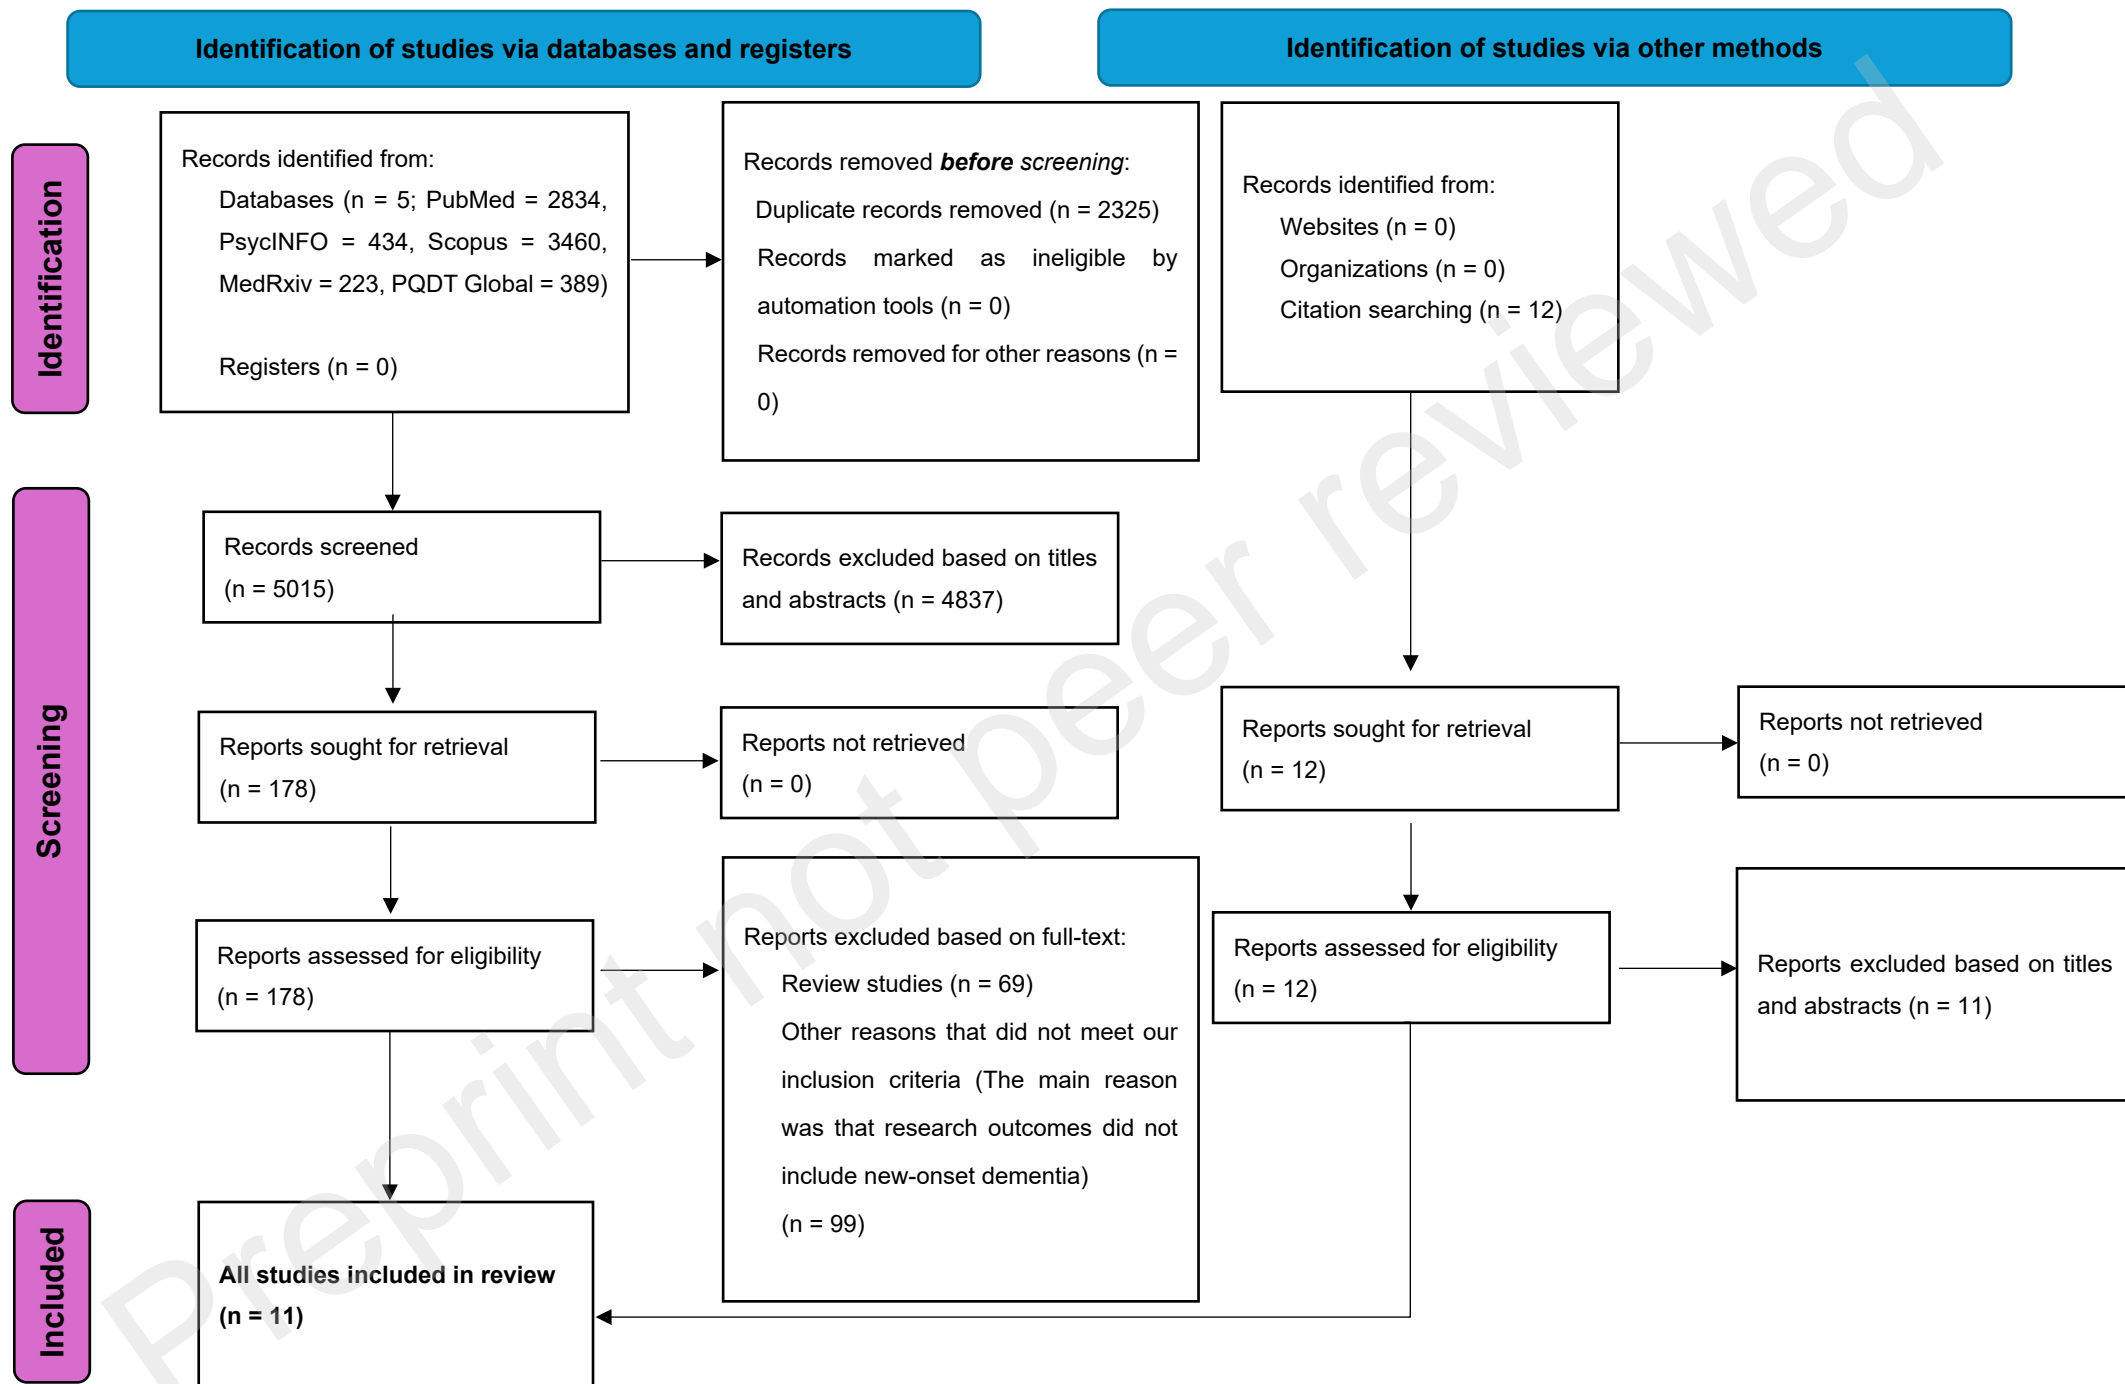 Identification of studies via databases and registers
Identification of studies via other methods
Identification
Records identified from:
Databases (n = 5; PubMed = 2834,
PsycINFO = 434, Scopus = 3460,
MedRxiv = 223, PQDT Global = 389)
Registers (n = 0)
Records removed before screening:
Duplicate records removed (n = 2325)
Records marked as ineligible by
automation tools (n = 0)
Records removed for other reasons (n =
0)
Records identified from:
Websites (n = 0)
Organizations (n = 0)
Citation searching (n = 12)
Screening
Records screened
(n = 5015)
Records excluded based on titles
and abstracts (n = 4837)
Reports sought for retrieval
(n = 178)
Reports not retrieved
(n = 0)
Reports sought for retrieval
(n = 12)
Reports not retrieved
(n = 0)
Reports assessed for eligibility
(n = 178)
Reports excluded based on full-text:
Review studies (n = 69)
Other reasons that did not meet our
inclusion criteria (The main reason
was that research outcomes did not
include new-onset dementia)
(n = 99)
Reports assessed for eligibility
(n = 12)
Reports excluded based on titles
and abstracts (n = 11)
Included
All studies included in review
(n = 11)
Preprint not peer reviewed